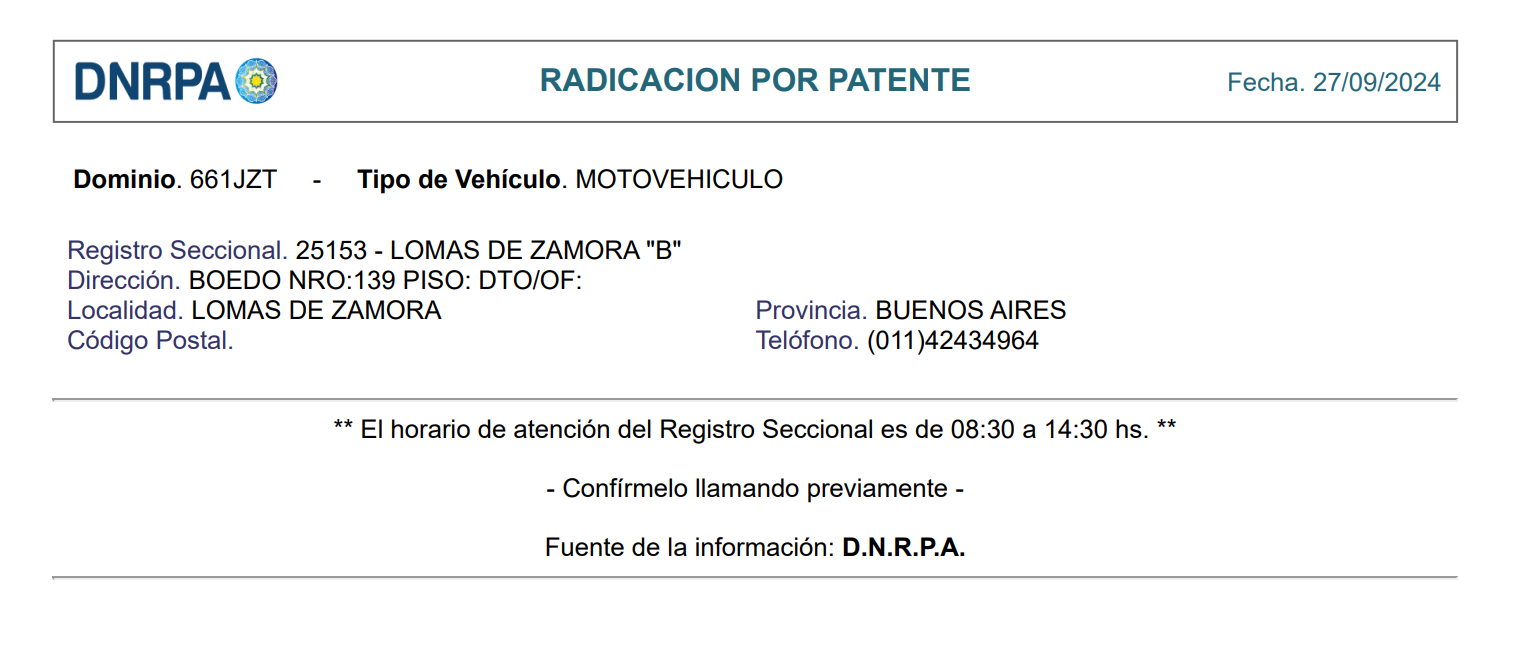 DNRPA
RADICACION POR PATENTE
Fecha. 27/09/2024
Dominio. 661JZT - Tipo de Vehículo. MOTOVEHICULO
Registro Seccional. 25153 - LOMAS DE ZAMORA "B"
Dirección. BOEDO NRO:139 PISO: DTO/OF:
Localidad. LOMAS DE ZAMORA Provincia. BUENOS AIRES
Código Postal. Teléfono. (011)42434964
** El horario de atención del Registro Seccional es de 08:30 a 14:30 hs. **
- Confírmelo llamando previamente -
Fuente de la información: D.N.R.P.A.